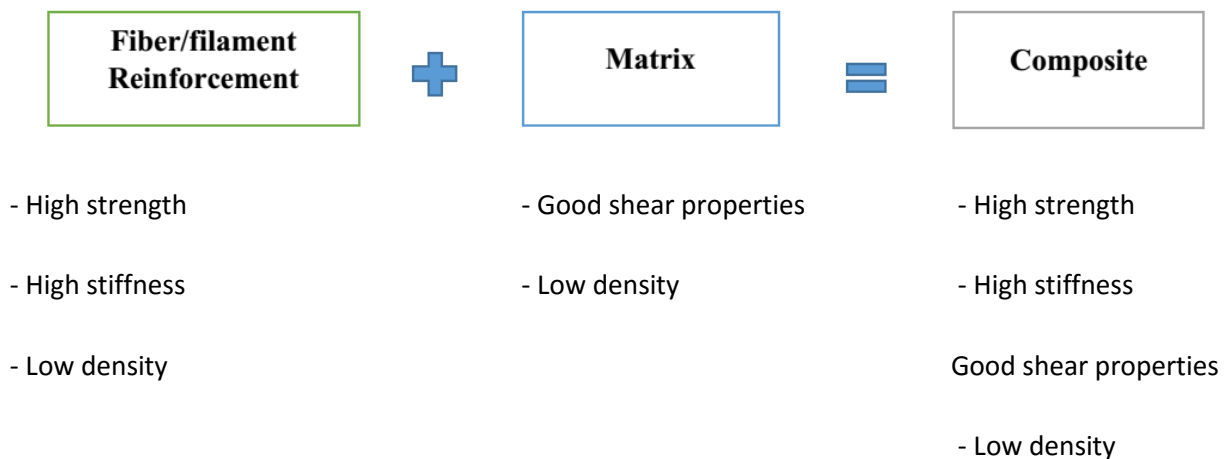 Fiber/filament
Reinforcement
Matrix
Composite
- High strength
- High stiffness
- Low density
- Good shear properties
- Low density
- High strength
- High stiffness
Good shear properties
- Low density